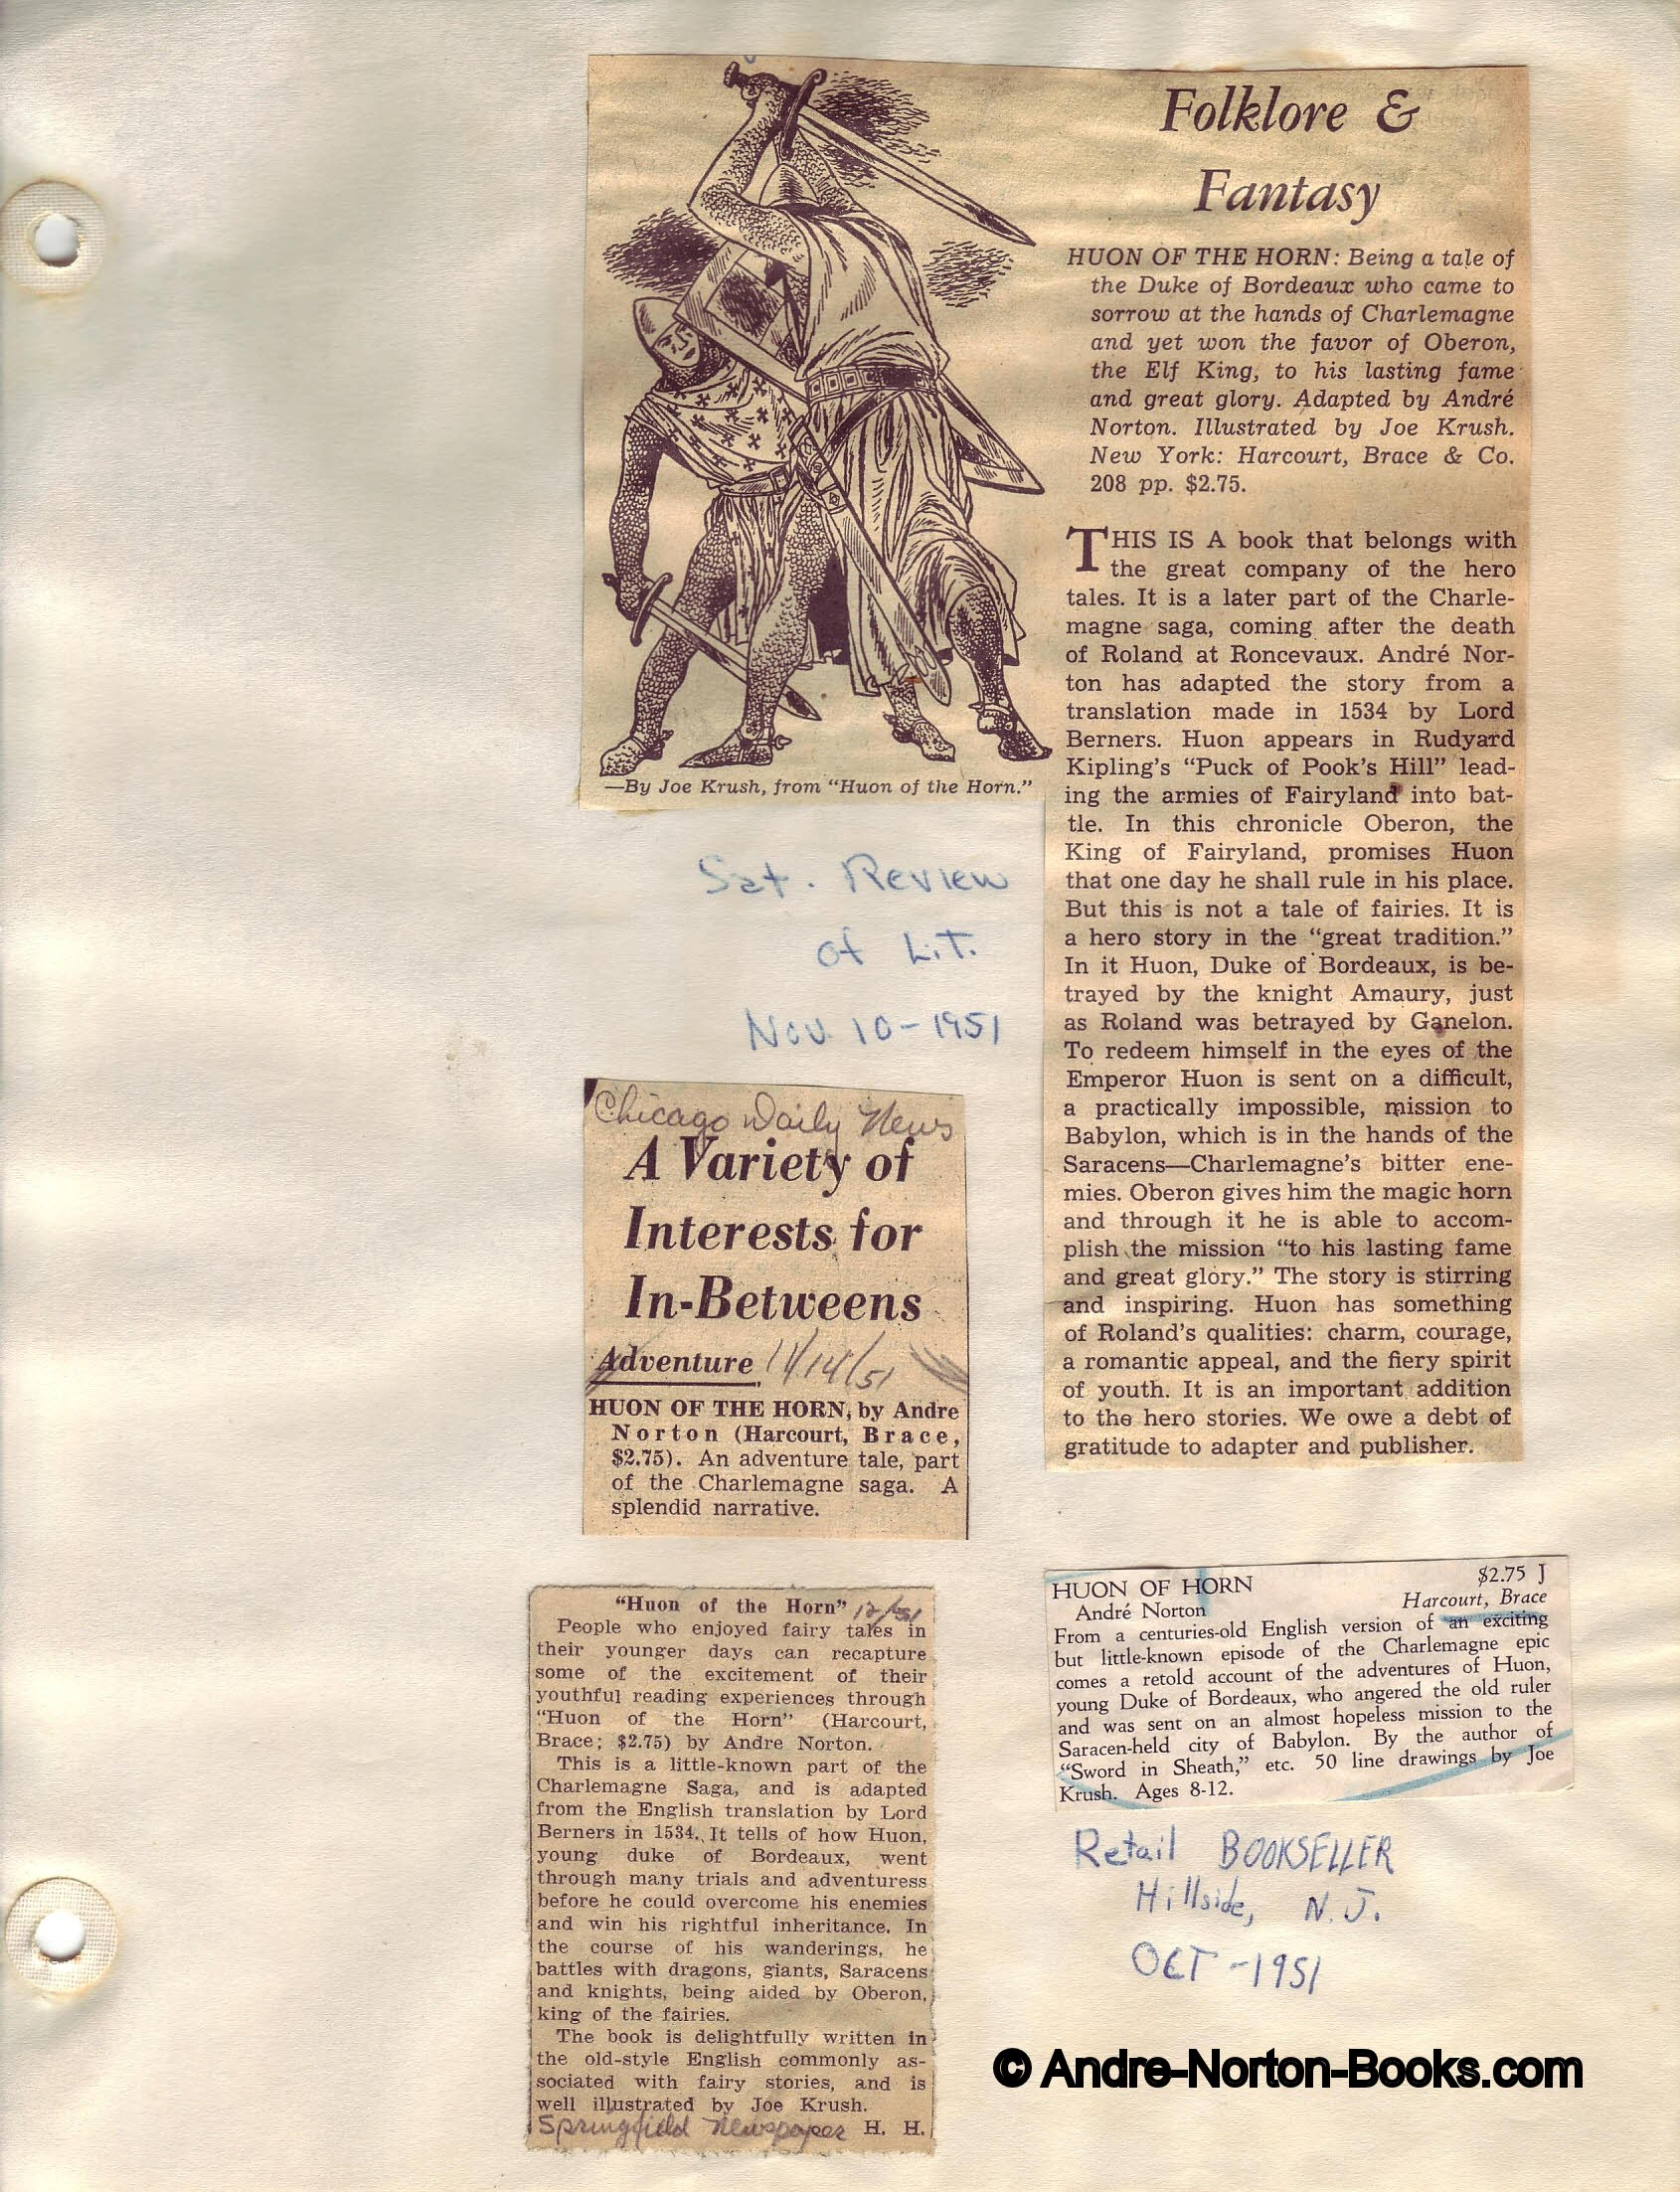 Folklore &
Fantasy
HUON OF THE HORN: Being a tale of
the Duke of Bordeaux who came to
sorrow at the hands of Charlemagne
and yet won the favor of Oberon,
the Elf King, to his lasting fame
and great glory. Adapted by André
Norton. Illustrated by Joe Krush.
New York: Harcourt, Brace & Co.
208 pp. $2.75.
THIS IS A book that belongs with
the great company of the hero
tales. It is a later part of the Charle-
magne saga, coming after the death
of Roland at Roncevaux. André Nor-
ton has adapted the story from a
translation made in 1534 by Lord
Berners. Huon appears in Rudyard
Kipling's “Puck of Pook's Hill” lead-
ing the armies of Fairyland into bat-
tle. In this chronicle Oberon, the
King of Fairyland, promises Huon
that one day he shall rule in his place.
But this is not a tale of fairies. It is
a hero story in the “great tradition.”
In it Huon, Duke of Bordeaux, is be-
trayed by the knight Amaury, just
as Roland was betrayed by Ganelon.
To redeem himself in the eyes of the
Emperor Huon is sent on a difficult,
a practically impossible, mission to
Babylon, which is in the hands of the
Saracens—Charlemagne's bitter ene-
mies. Oberon gives him the magic horn
and through it he is able to accom-
plish the mission “to his lasting fame
and great glory.” The story is stirring
and inspiring. Huon has something
of Roland's qualities: charm, courage,
a romantic appeal, and the fiery spirit
of youth. It is an important addition
to the hero stories. We owe a debt of
gratitude to adapter and publisher.
—By Joe Krush, from “Huon of the Horn.”
Sat. Review
of Lit.
Nov. 10-1951
Chicago Daily News
A Variety of
Interests for
In-Betweens
Adventure 11/14/51
HUON OF THE HORN, by Andre
Norton (Harcourt, Brace,
$2.75). An adventure tale, part
of the Charlemagne saga. A
splendid narrative.
“Huon of the Horn” 12/51
People who enjoyed fairy tales in
their younger days can recapture
some of the excitement of their
youthful reading experiences through
“Huon of the Horn” (Harcourt,
Brace; $2.75) by Andre Norton.
This is a little-known part of the
Charlemagne Saga, and is adapted
from the English translation by Lord
Berners in 1534. It tells of how Huon,
young duke of Bordeaux, went
through many trials and adventuress
before he could overcome his enemies
and win his rightful inheritance. In
the course of his wanderings, he
battles with dragons, giants, Saracens
and knights, being aided by Oberon,
king of the fairies.
The book is delightfully written in
the old-style English commonly as-
sociated with fairy stories, and is
well illustrated by Joe Krush.
Springfield Newspaper H. H.
HUON OF HORN $2.75 J
André Norton Harcourt, Brace
From a centuries-old English version of an exciting
but little-known episode of the Charlemagne epic
comes a retold account of the adventures of Huon,
young Duke of Bordeaux, who angered the old ruler
and was sent on an almost hopeless mission to the
Saracen-held city of Babylon. By the author of
“Sword in Sheath,” etc. 50 line drawings by Joe
Krush. Ages 8-12.
Retail BOOKSELLER
Hillside, N.J.
OCT-1951
© Andre-Norton-Books.com